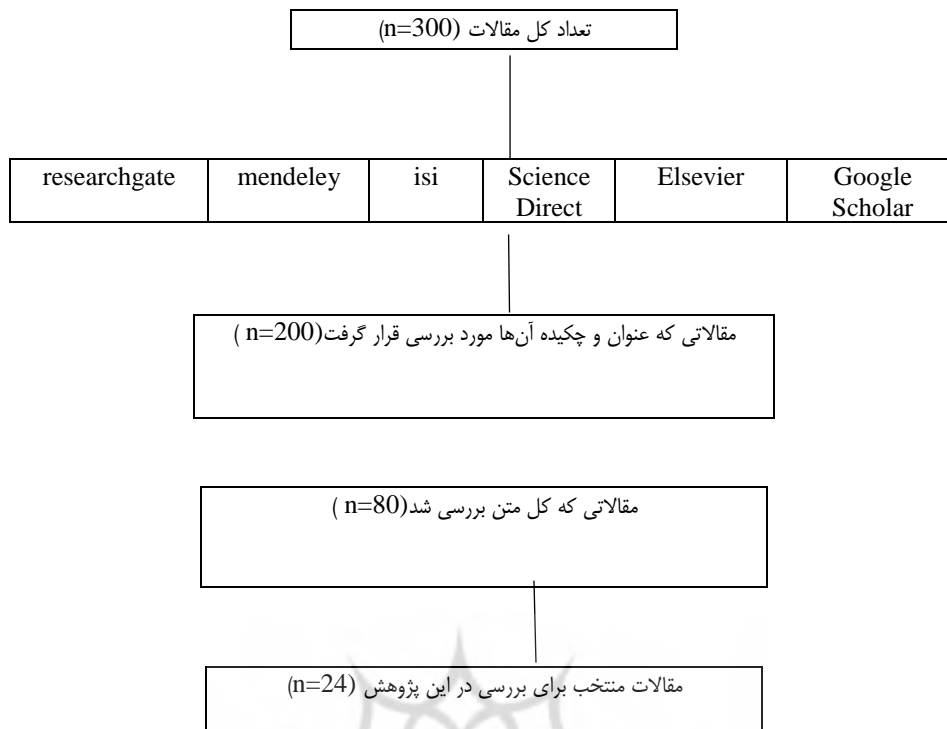 تعداد کل مقالات (n=300)
researchgate mendeley isi Science Direct Elsevier Google Scholar
مقالاتی که عنوان و چکیده آن‌ها مورد بررسی قرار گرفت(n=200 )
مقالاتی که کل متن بررسی شد(n=80 )
مقالات منتخب برای بررسی در این پژوهش (n=24)